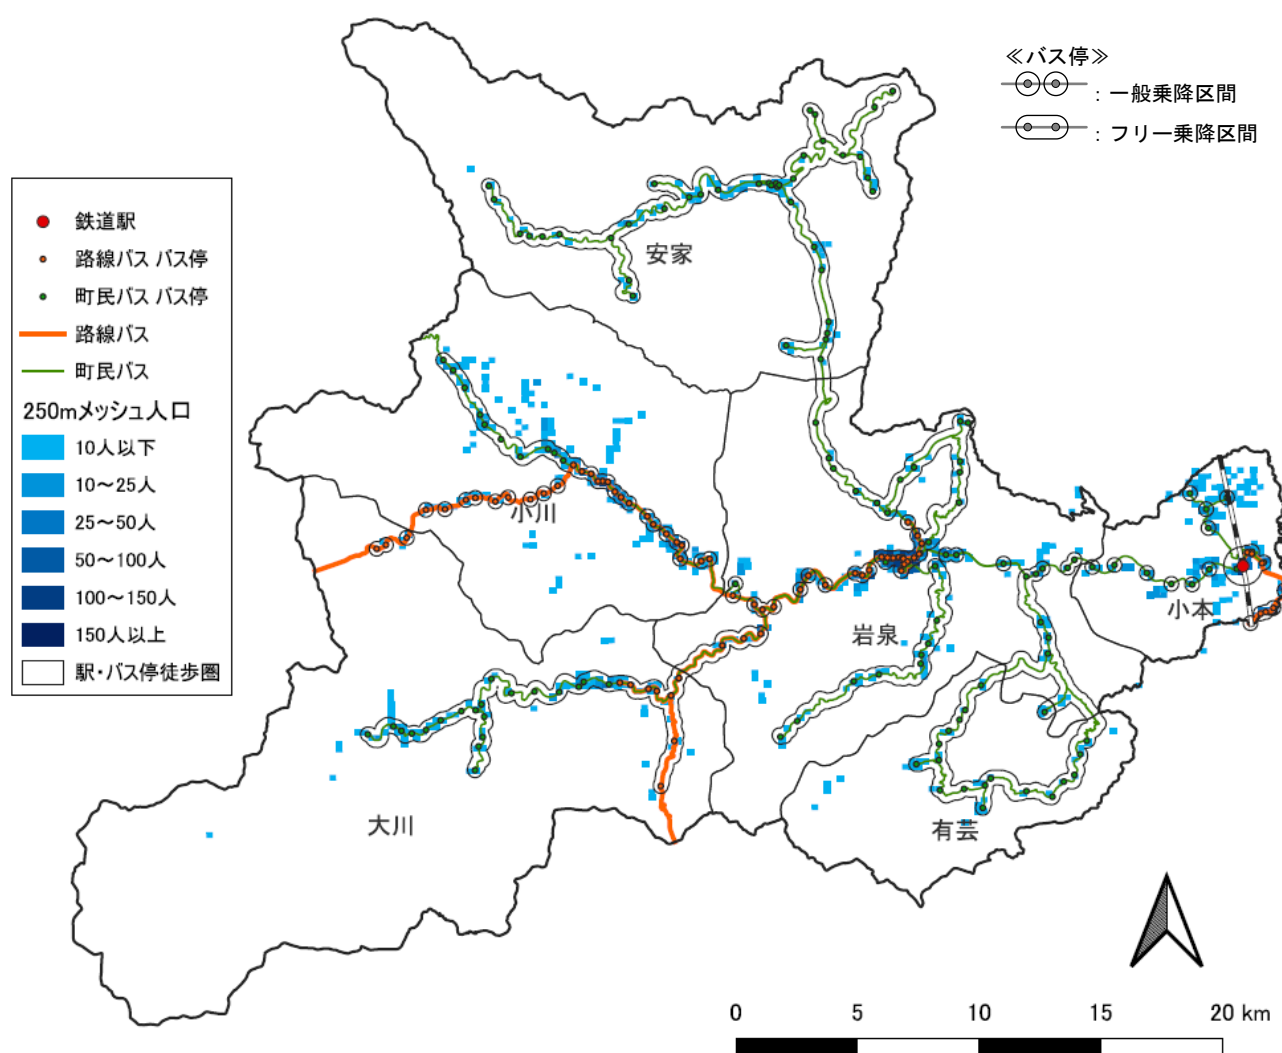 ≪バス停≫
：一般乗降区間
：フリー乗降区間
鉄道駅
路線バス バス停
町民バス バス停
路線バス
町民バス
250mメッシュ人口
10人以下
10～25人
25～50人
50～100人
100～150人
150人以上
駅・バス停徒歩圏
安家
小川
岩泉
小本
大川
有芸
0 5 10 15 20 km